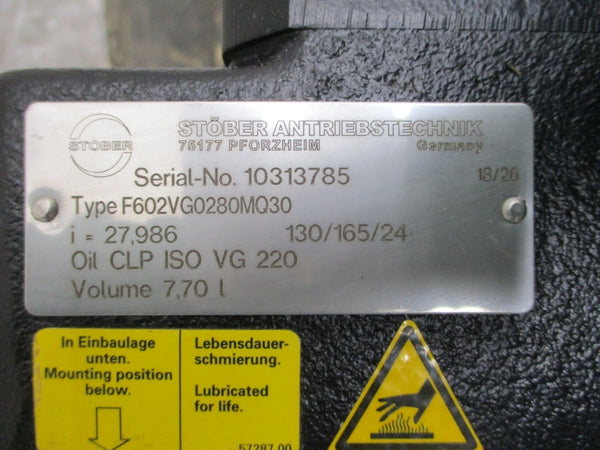 STÖBER
STÖBER ANTRIEBSTECHNIK
75177 PFORZHEIM Germany
Serial-No. 10313785 18/26
Type F602VG0280MQ30
i = 27,986 130/165/24
Oil CLP ISO VG 220
Volume 7,70 l
In Einbaulage
unten.
Mounting position
below.
Lebensdauer-
schmierung.
Lubricated
for life.
57287.00